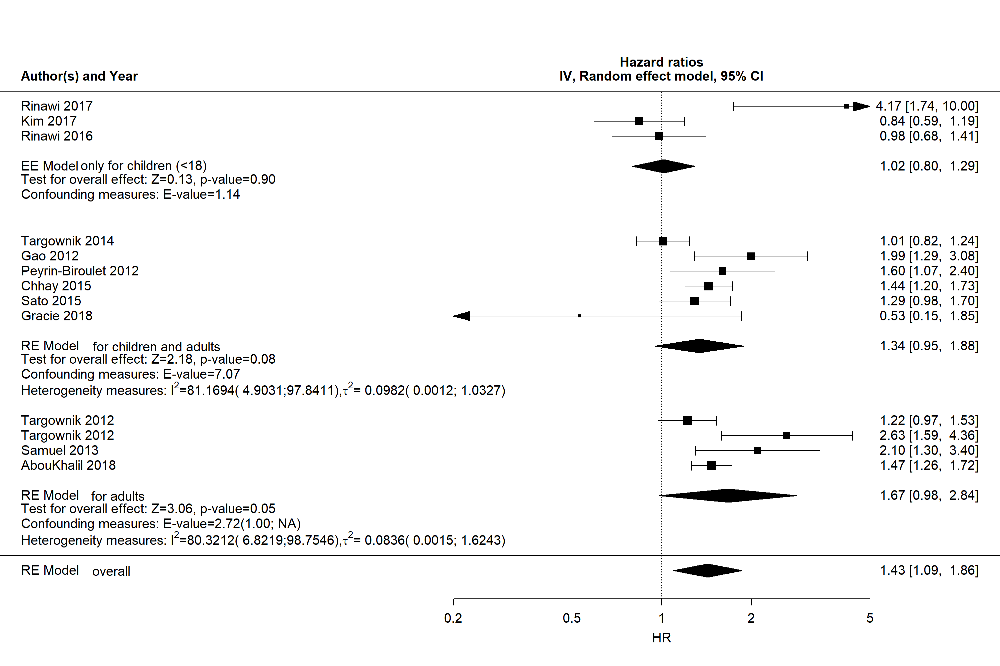 Hazard ratios
Author(s) and Year IV, Random effect model, 95% CI
Rinawi 2017 4.17 [1.74, 10.00]
Kim 2017 0.84 [0.59, 1.19]
Rinawi 2016 0.98 [0.68, 1.41]
EE Model only for children (<18) 1.02 [0.80, 1.29]
Test for overall effect: Z=0.13, p-value=0.90
Confounding measures: E-value=1.14
Targownik 2014 1.01 [0.82, 1.24]
Gao 2012 1.99 [1.29, 3.08]
Peyrin-Biroulet 2012 1.60 [1.07, 2.40]
Chhay 2015 1.44 [1.20, 1.73]
Sato 2015 1.29 [0.98, 1.70]
Gracie 2018 0.53 [0.15, 1.85]
RE Model for children and adults 1.34 [0.95, 1.88]
Test for overall effect: Z=2.18, p-value=0.08
Confounding measures: E-value=7.07
Heterogeneity measures: I²=81.1694( 4.9031;97.8411),τ²= 0.0982( 0.0012; 1.0327)
Targownik 2012 1.22 [0.97, 1.53]
Targownik 2012 2.63 [1.59, 4.36]
Samuel 2013 2.10 [1.30, 3.40]
AbouKhalil 2018 1.47 [1.26, 1.72]
RE Model for adults 1.67 [0.98, 2.84]
Test for overall effect: Z=3.06, p-value=0.05
Confounding measures: E-value=2.72(1.00; NA)
Heterogeneity measures: I²=80.3212( 6.8219;98.7546),τ²= 0.0836( 0.0015; 1.6243)
RE Model overall 1.43 [1.09, 1.86]
0.2 0.5 1 2 5
HR